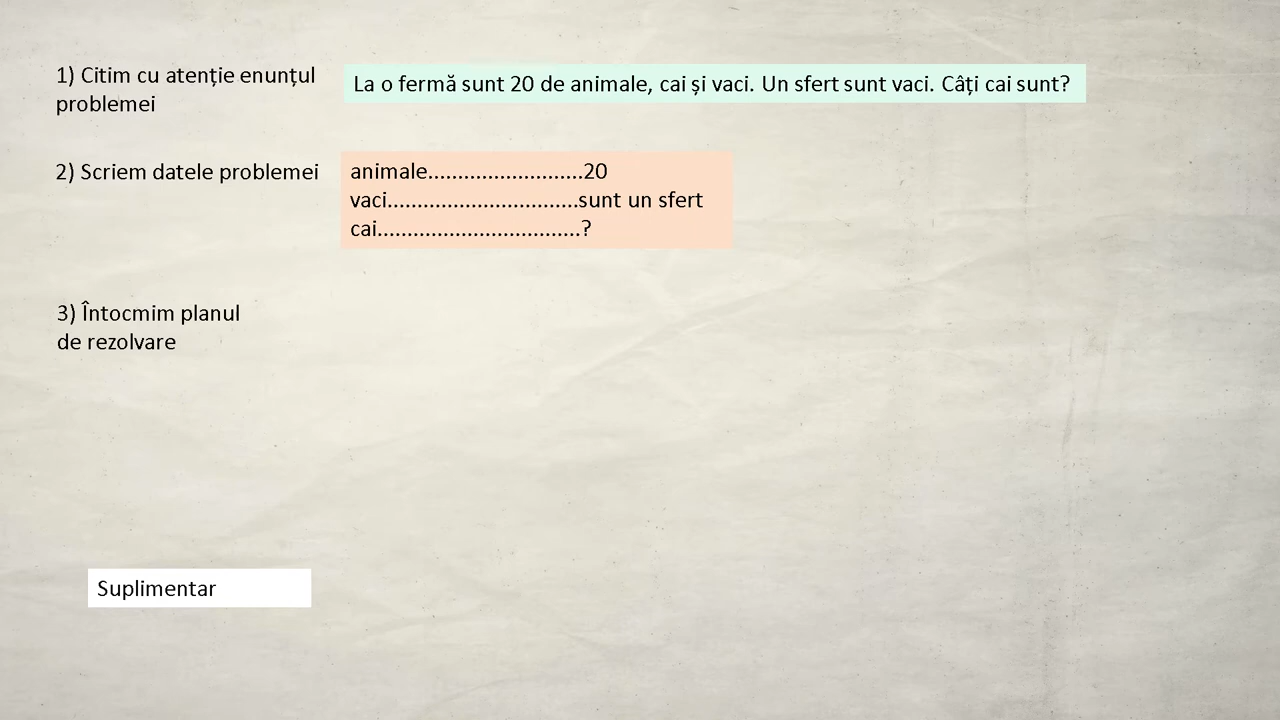 1) Citim cu atenție enunțul
problemei
La o fermă sunt 20 de animale, cai și vaci. Un sfert sunt vaci. Câți cai sunt?
2) Scriem datele problemei
animale..........................20
vaci................................sunt un sfert
cai..................................?
3) Întocmim planul
de rezolvare
Suplimentar